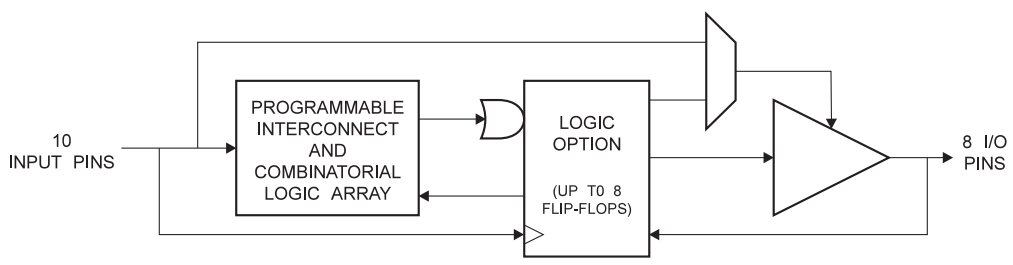 10
INPUT PINS
PROGRAMMABLE
INTERCONNECT
AND
COMBINATORIAL
LOGIC ARRAY
LOGIC
OPTION
(UP T0 8
FLIP-FLOPS)
8 I/O
PINS